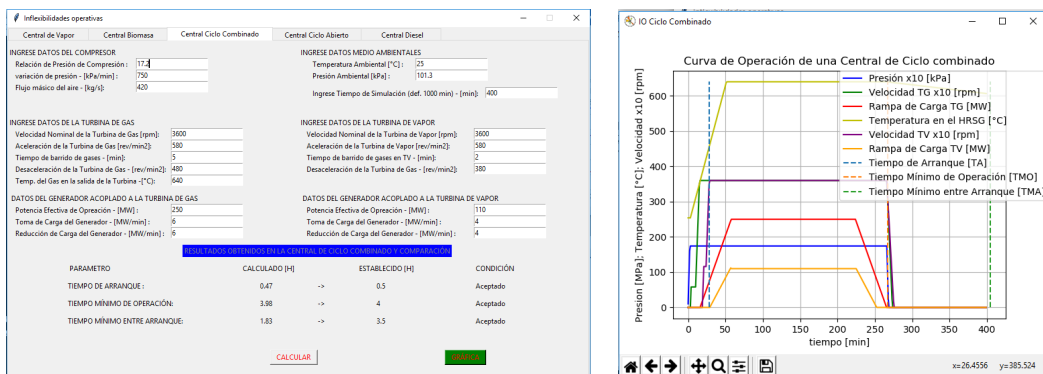 Inflexibilidades operativas
Central de Vapor Central Biomasa Central Ciclo Combinado Central Ciclo Abierto Central Diesel
INGRESE DATOS DEL COMPRESOR
Relación de Presión de Compresión : 17.2
variación de presión - [kPa/min] : 750
Flujo másico del aire - [kg/s]: 420
INGRESE DATOS MEDIO AMBIENTALES
Temperatura Ambiental [°C] : 25
Presión Ambiental [kPa] : 101.3
Ingrese Tiempo de Simulación (def. 1000 min) - [min]: 400
INGRESE DATOS DE LA TURBINA DE GAS
Velocidad Nominal de la Turbina de Gas [rpm]: 3600
Aceleración de la Turbina de Gas [rev/min2]: 580
Tiempo de barrido de gases - [min]: 5
Desaceleración de la Turbina de Gas - [rev/min2]: 480
Temp. del Gas en la salida de la Turbina -[°C]: 640
INGRESE DATOS DE LA TURBINA DE VAPOR
Velocidad Nominal de la Turbina de Vapor [rpm]: 3600
Aceleración de la Turbina de Vapor [rev/min2]: 580
Tiempo de barrido de gases en TV - [min]: 2
Desaceleración de la Turbina de Gas - [rev/min2]: 380
DATOS DEL GENERADOR ACOPLADO A LA TURBINA DE GAS
Potencia Efectiva de Opreación - [MW] : 250
Toma de Carga del Generador - [MW/min] : 6
Reducción de Carga del Generador - [MW/min] : 6
DATOS DEL GENERADOR ACOPLADO A LA TURBINA DE VAPOR
Potencia Efectiva de Operación - [MW] : 110
Toma de Carga del Generador - [MW/min] : 4
Reducción de Carga del Generador - [MW/min] : 4
RESULTADOS OBTENIDOS EN LA CENTRAL DE CICLO COMBINADO Y COMPARACIÓN
PARAMETRO CALCULADO [H] ESTABLECIDO [H] CONDICIÓN
TIEMPO DE ARRANQUE : 0.47 -> 0.5 Aceptado
TIEMPO MÍNIMO DE OPERACIÓN: 3.98 -> 4 Aceptado
TIEMPO MÍNIMO ENTRE ARRANQUE: 1.83 -> 3.5 Aceptado
CALCULAR
IO Ciclo Combinado
Curva de Operación de una Central de Ciclo combinado
Presion [MPa]; Temperatura [°C]; Velocidad x10 [rpm]
600
500
400
300
200
100
0
Presión x10 [kPa]
Velocidad TG x10 [rpm]
Rampa de Carga TG [MW]
Temperatura en el HRSG [°C]
Velocidad TV x10 [rpm]
Rampa de Carga TV [MW]
Tiempo de Arranque [TA]
Tiempo Mínimo de Operación [TMO]
Tiempo Mínimo entre Arranque [TMA]
0 50 100 150 200 250 300 350 400
tiempo [min]
x=26.4556 y=385.524